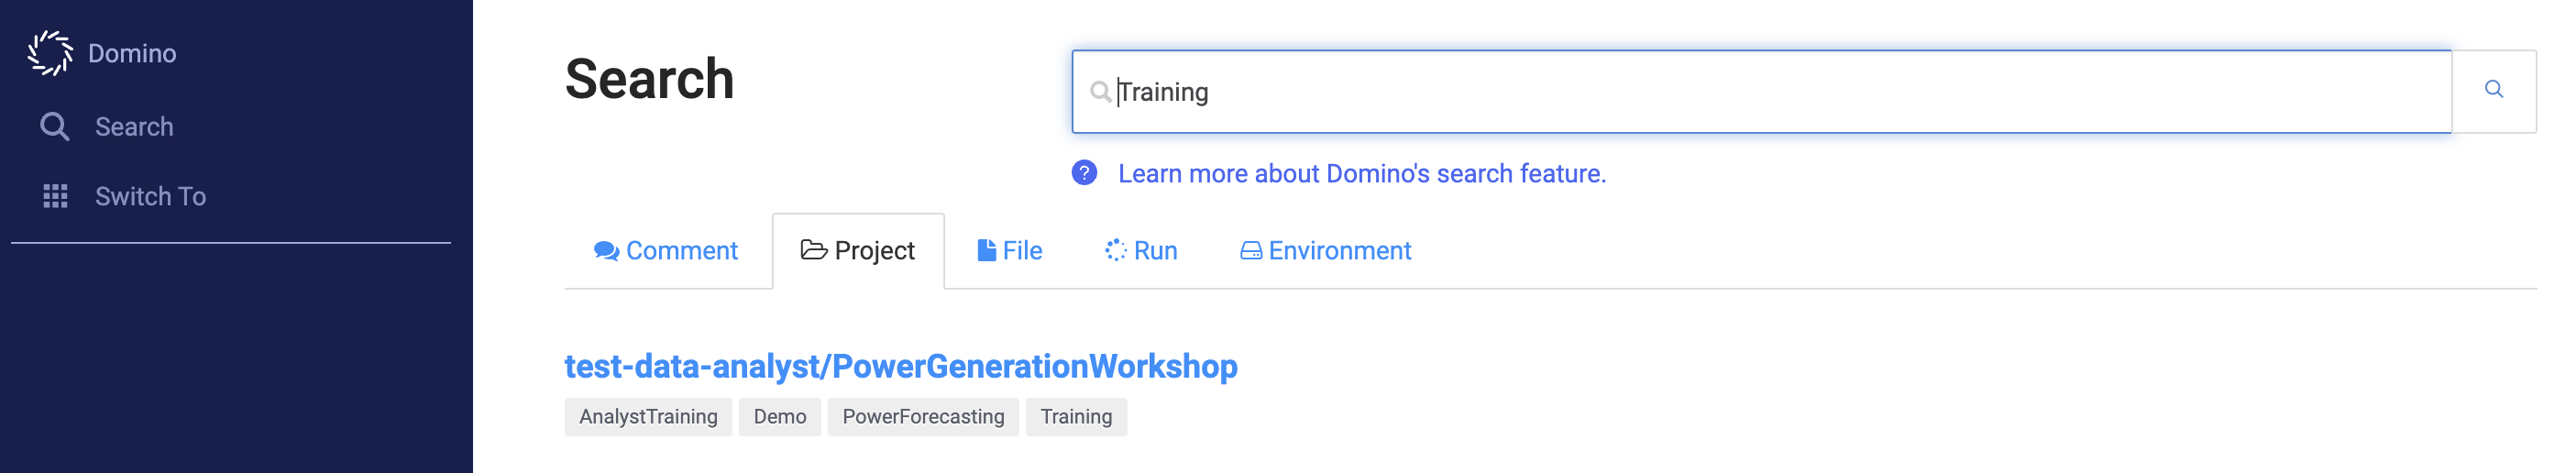 Domino
Search
Switch To
Search
Training
? Learn more about Domino's search feature.
Comment Project File Run Environment
test-data-analyst/PowerGenerationWorkshop
AnalystTraining Demo PowerForecasting Training